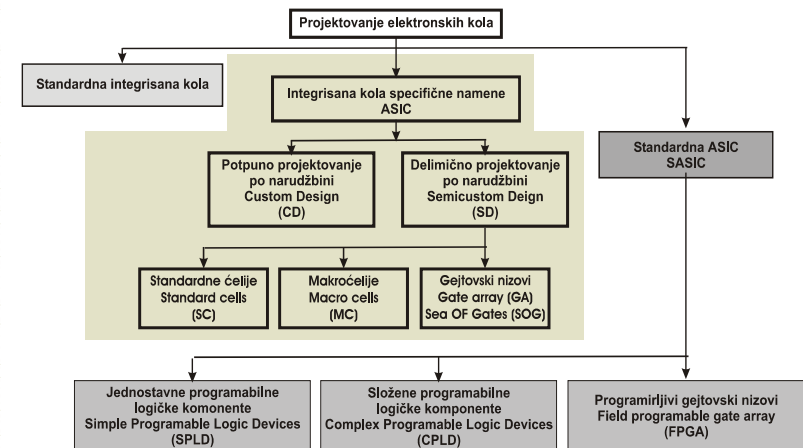 Projektovanje elektronskih kola
Standardna integrisana kola
Integrisana kola specifične namene
ASIC
Standardna ASIC
SASIC
Potpuno projektovanje
po narudžbini
Custom Design
(CD)
Delimično projektovanje
po narudžbini
Semicustom Deign
(SD)
Standardne ćelije
Standard cells
(SC)
Makroćelije
Macro cells
(MC)
Gejtovski nizovi
Gate array (GA)
Sea OF Gates (SOG)
Jednostavne programabilne
logičke komonente
Simple Programable Logic Devices
(SPLD)
Složene programabilne
logičke komponente
Complex Programable Logic Devices
(CPLD)
Programirljivi gejtovski nizovi
Field programable gate array
(FPGA)